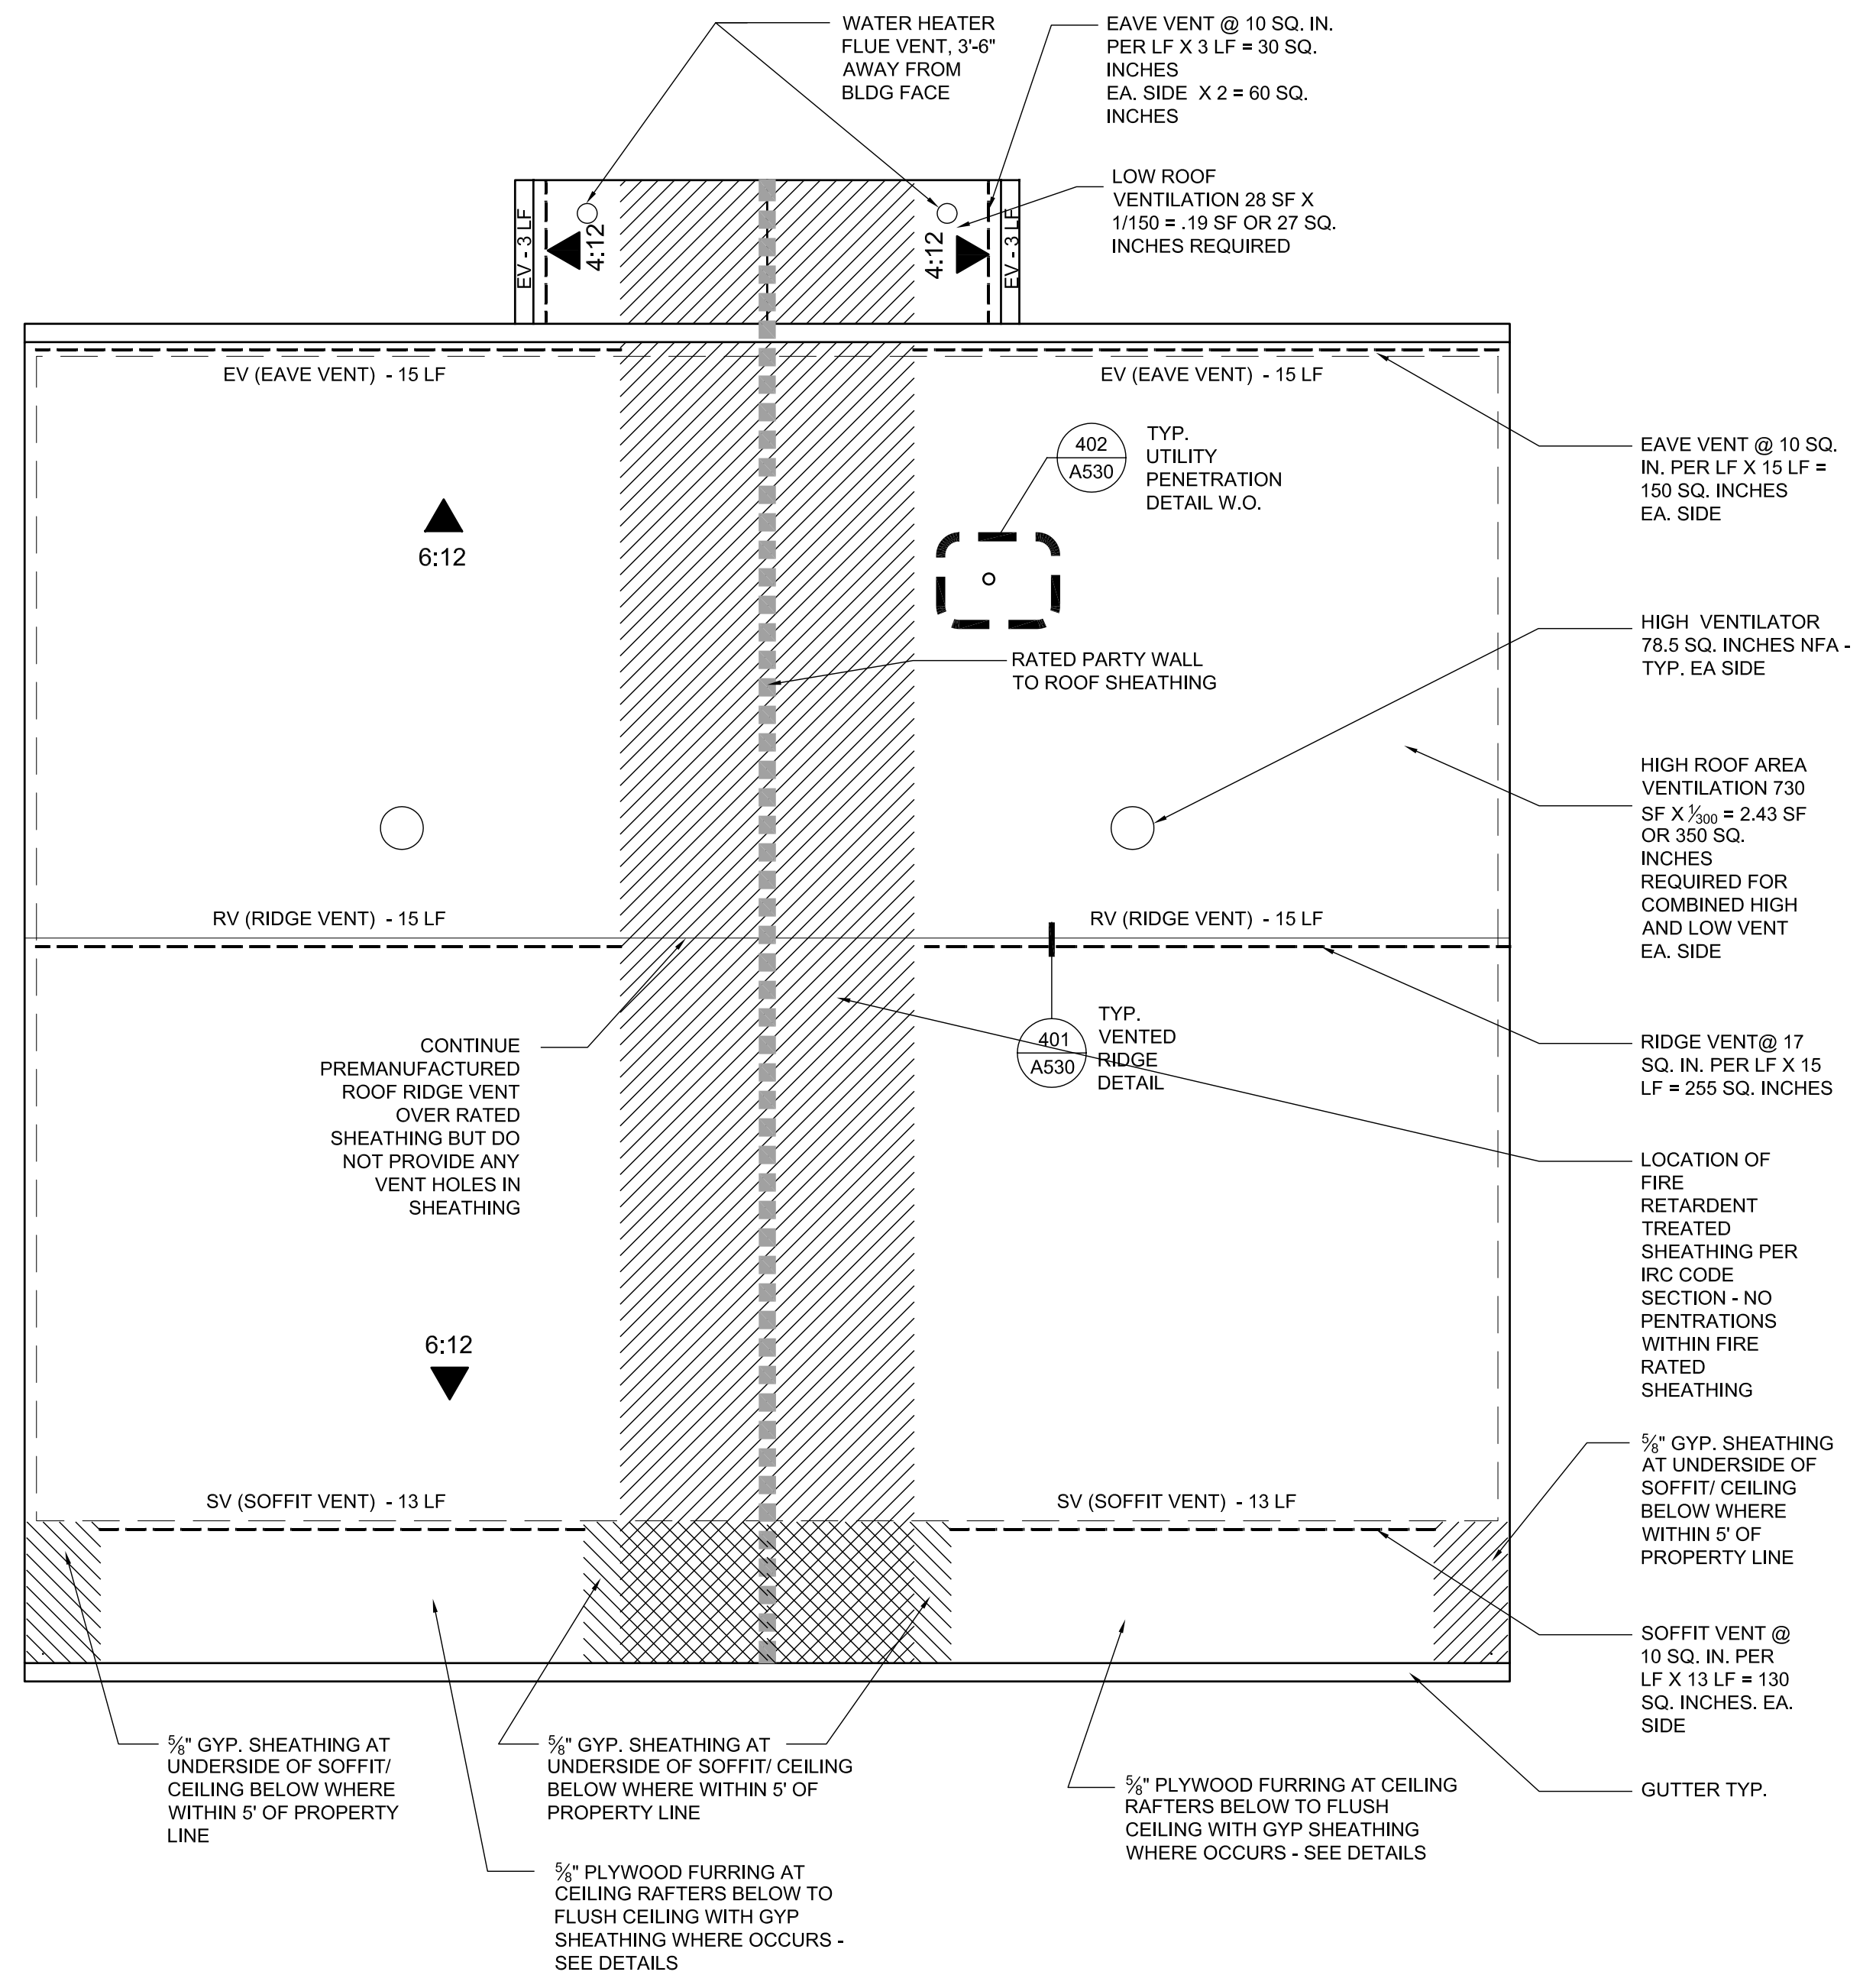 WATER HEATER
FLUE VENT, 3'-6"
AWAY FROM
BLDG FACE
EAVE VENT @ 10 SQ. IN.
PER LF X 3 LF = 30 SQ.
INCHES
EA. SIDE X 2 = 60 SQ.
INCHES
LOW ROOF
VENTILATION 28 SF X
1/150 = .19 SF OR 27 SQ.
INCHES REQUIRED
EV - 3 LF
4:12
4:12
EV - 3 LF
EV (EAVE VENT) - 15 LF
EV (EAVE VENT) - 15 LF
402
A530
TYP.
UTILITY
PENETRATION
DETAIL W.O.
EAVE VENT @ 10 SQ.
IN. PER LF X 15 LF =
150 SQ. INCHES
EA. SIDE
6:12
HIGH VENTILATOR
78.5 SQ. INCHES NFA -
TYP. EA SIDE
RATED PARTY WALL
TO ROOF SHEATHING
HIGH ROOF AREA
VENTILATION 730
SF X 1/300 = 2.43 SF
OR 350 SQ.
INCHES
REQUIRED FOR
COMBINED HIGH
AND LOW VENT
EA. SIDE
RV (RIDGE VENT) - 15 LF
RV (RIDGE VENT) - 15 LF
CONTINUE
PREMANUFACTURED
ROOF RIDGE VENT
OVER RATED
SHEATHING BUT DO
NOT PROVIDE ANY
VENT HOLES IN
SHEATHING
401
A530
TYP.
VENTED
RIDGE
DETAIL
RIDGE VENT@ 17
SQ. IN. PER LF X 15
LF = 255 SQ. INCHES
LOCATION OF
FIRE
RETARDENT
TREATED
SHEATHING PER
IRC CODE
SECTION - NO
PENTRATIONS
WITHIN FIRE
RATED
SHEATHING
6:12
SV (SOFFIT VENT) - 13 LF
SV (SOFFIT VENT) - 13 LF
5/8" GYP. SHEATHING
AT UNDERSIDE OF
SOFFIT/ CEILING
BELOW WHERE
WITHIN 5' OF
PROPERTY LINE
SOFFIT VENT @
10 SQ. IN. PER
LF X 13 LF = 130
SQ. INCHES. EA.
SIDE
GUTTER TYP.
5/8" GYP. SHEATHING AT
UNDERSIDE OF SOFFIT/
CEILING BELOW WHERE
WITHIN 5' OF PROPERTY
LINE
5/8" GYP. SHEATHING AT
UNDERSIDE OF SOFFIT/ CEILING
BELOW WHERE WITHIN 5' OF
PROPERTY LINE
5/8" PLYWOOD FURRING AT CEILING
RAFTERS BELOW TO FLUSH
CEILING WITH GYP SHEATHING
WHERE OCCURS - SEE DETAILS
5/8" PLYWOOD FURRING AT
CEILING RAFTERS BELOW TO
FLUSH CEILING WITH GYP
SHEATHING WHERE OCCURS -
SEE DETAILS